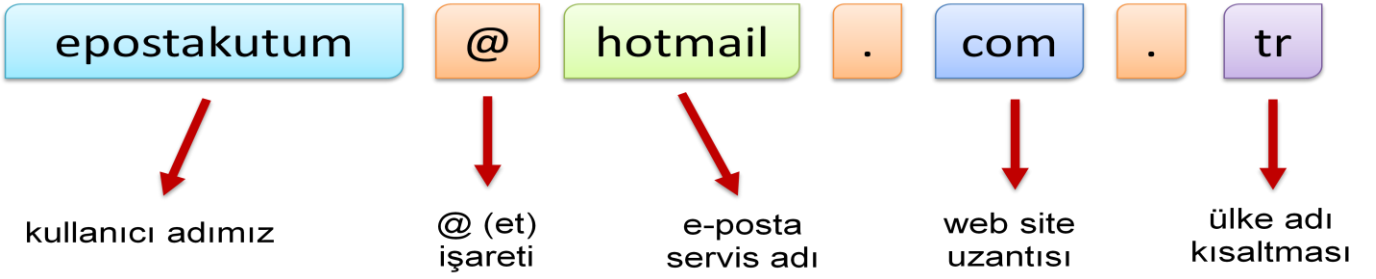 epostakutum @ hotmail . com . tr
kullanıcı adımız
@ (et)
işareti
e-posta
servis adı
web site
uzantısı
ülke adı
kısaltması